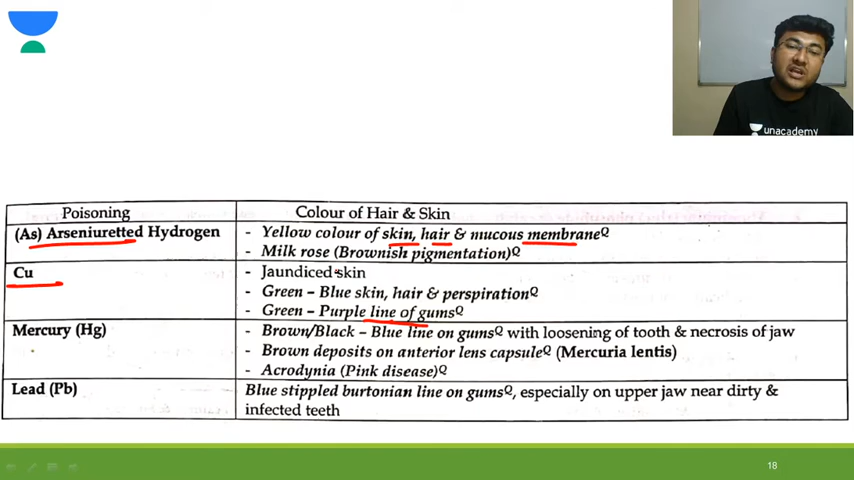 unacademy
Poisoning Colour of Hair & Skin
(As) Arseniuretted Hydrogen - Yellow colour of skin, hair & mucous membraneQ
- Milk rose (Brownish pigmentation)Q
Cu - Jaundiced skin
- Green – Blue skin, hair & perspirationQ
- Green – Purple line of gumsQ
Mercury (Hg) - Brown/Black – Blue line on gumsQ with loosening of tooth & necrosis of jaw
- Brown deposits on anterior lens capsuleQ (Mercuria lentis)
- Acrodynia (Pink disease)Q
Lead (Pb) Blue stippled burtonian line on gumsQ, especially on upper jaw near dirty &
infected teeth
18